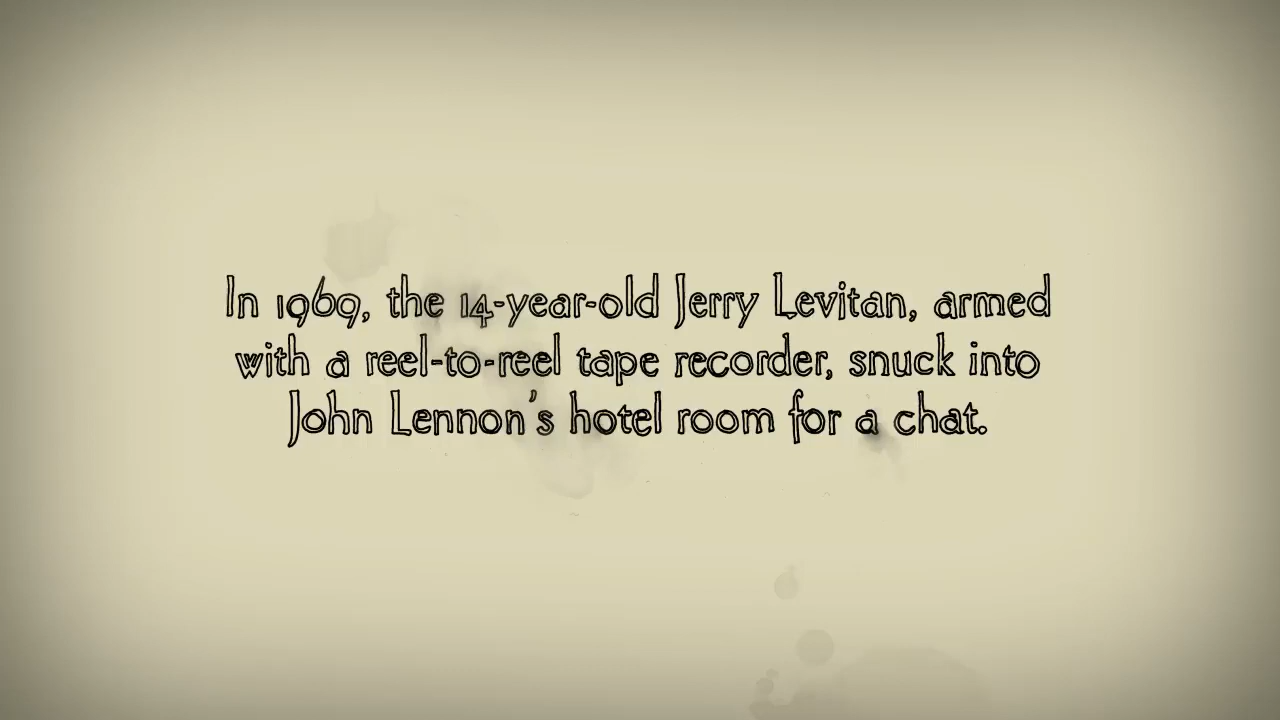 In 1969, the 14-year-old Jerry Levitan, armed
with a reel-to-reel tape recorder, snuck into
John Lennon's hotel room for a chat.